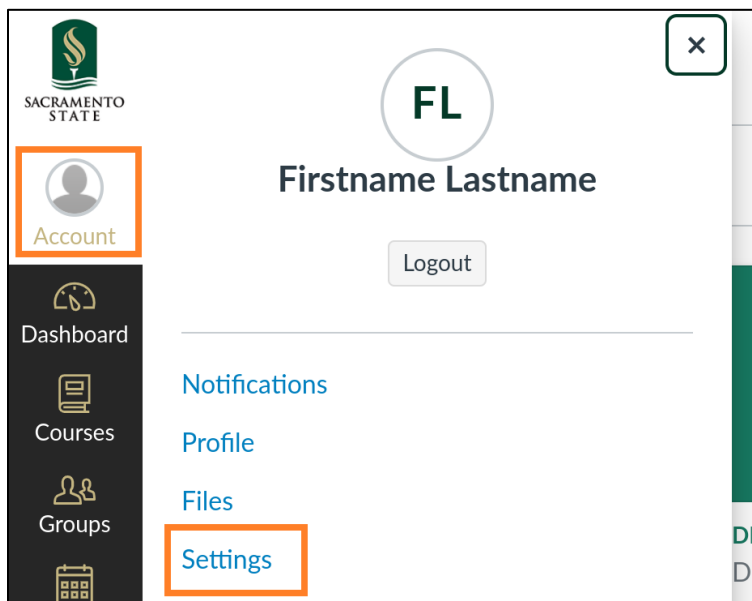 SACRAMENTO
STATE
Account
Dashboard
Courses
Groups
×
FL
Firstname Lastname
Logout
Notifications
Profile
Files
Settings
D